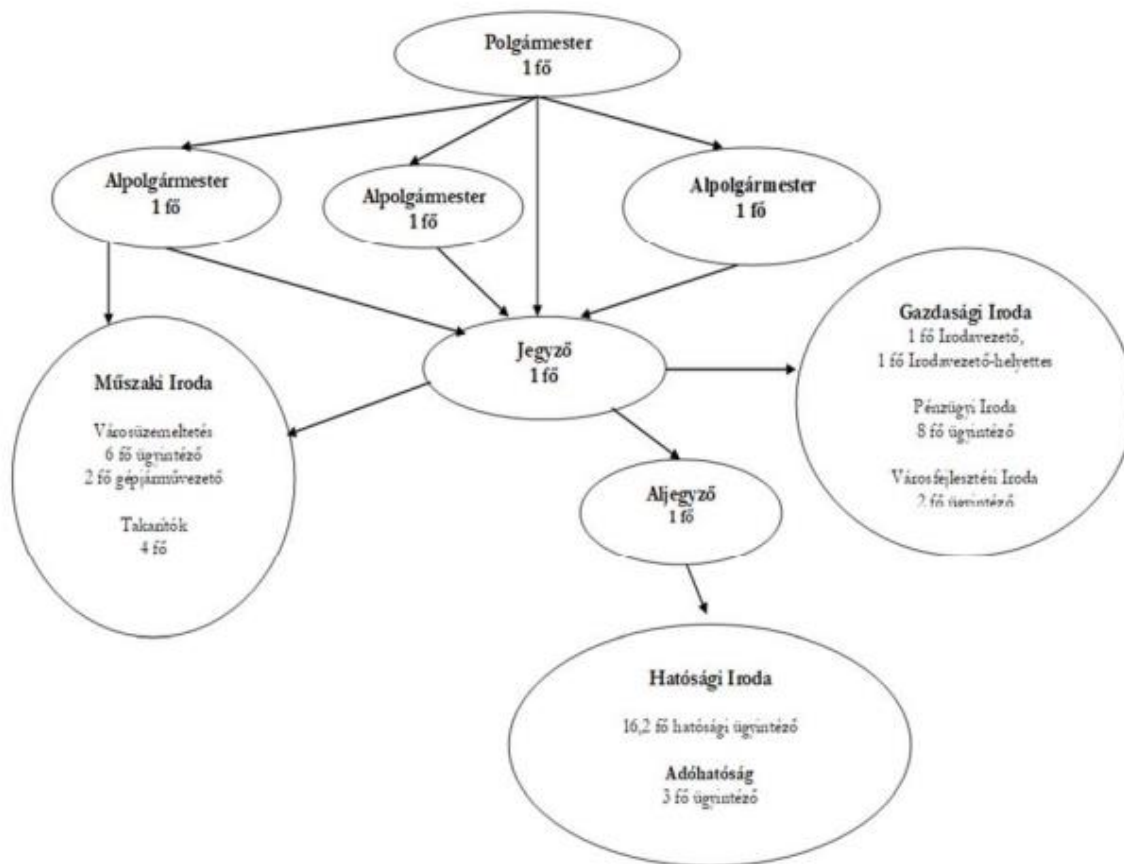 Polgármester
1 fő
Alpolgármester
1 fő
Alpolgármester
1 fő
Alpolgármester
1 fő
Jegyző
1 fő
Gazdasági Iroda
1 fő Irodavezető,
1 fő Irodavezető-helyettes
Pénzügyi Iroda
8 fő ügyintéző
Városfejlesztési Iroda
2 fő ügyintéző
Műszaki Iroda
Városüzemeltetés
6 fő ügyintéző
2 fő gépjárművezető
Takarítók
4 fő
Aljegyző
1 fő
Hatósági Iroda
16,2 fő hatósági ügyintéző
Adóhatóság
3 fő ügyintéző